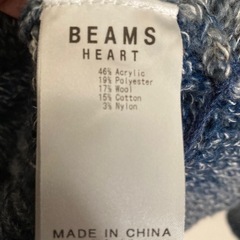 BEAMS
HEART
46% Acrylic
19% Polyester
17% Wool
15% Cotton
3% Nylon
MADE IN CHINA